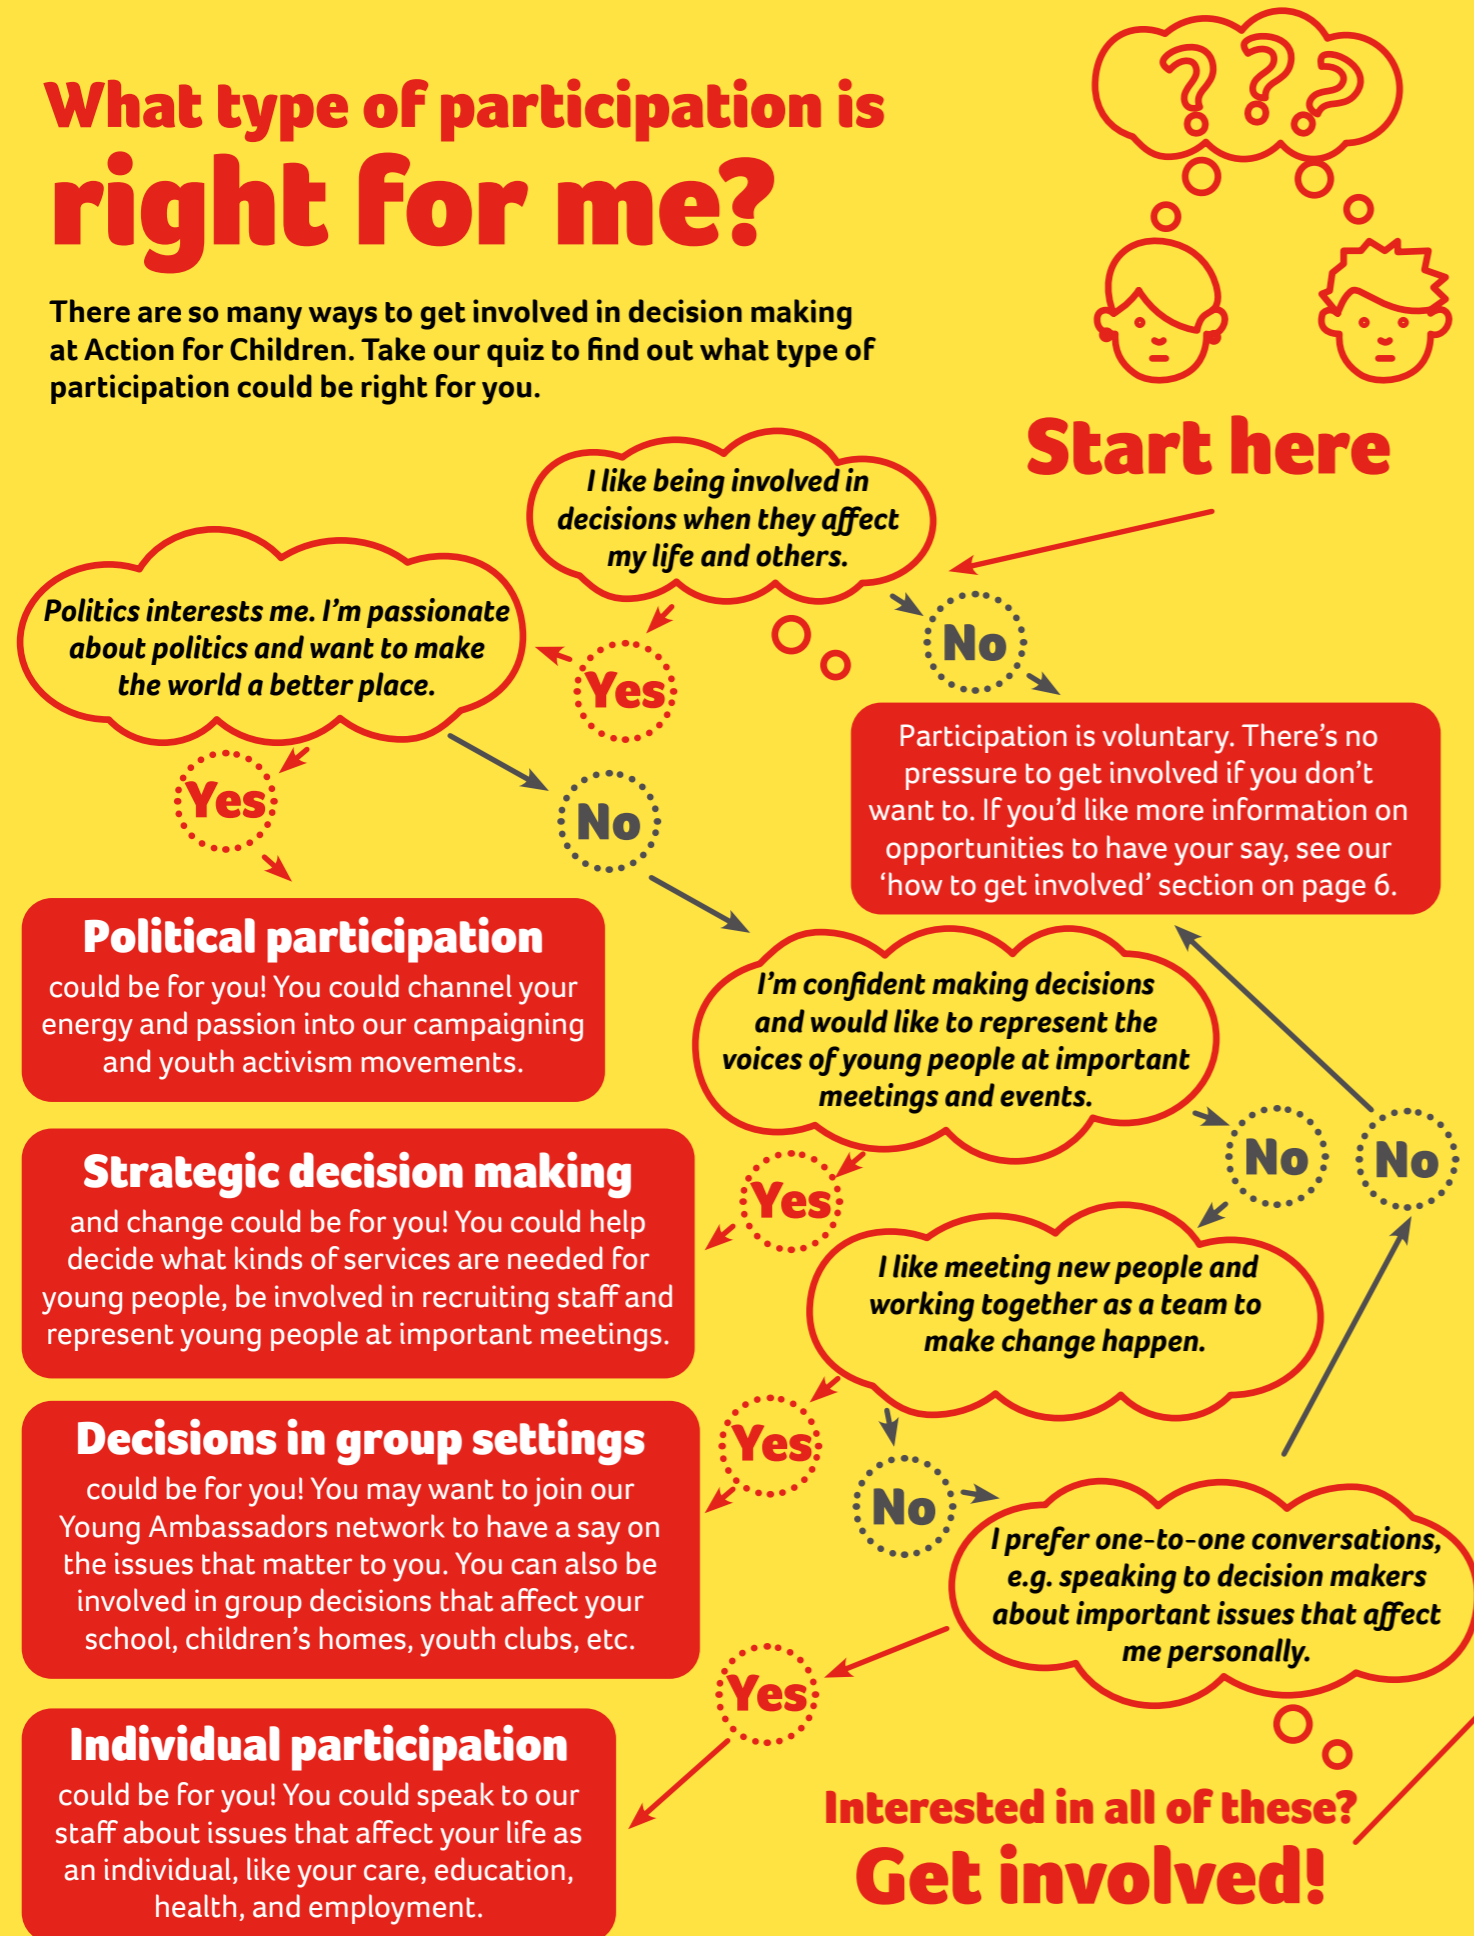 ? ? ?
What type of participation is
right for me?
There are so many ways to get involved in decision making
at Action for Children. Take our quiz to find out what type of
participation could be right for you.
Start here
I like being involved in
decisions when they affect
my life and others.
No
Yes
Politics interests me. I’m passionate
about politics and want to make
the world a better place.
Yes
No
Participation is voluntary. There’s no
pressure to get involved if you don’t
want to. If you’d like more information on
opportunities to have your say, see our
‘how to get involved’ section on page 6.
Political participation
could be for you! You could channel your
energy and passion into our campaigning
and youth activism movements.
I’m confident making decisions
and would like to represent the
voices of young people at important
meetings and events.
No
No
Yes
Strategic decision making
and change could be for you! You could help
decide what kinds of services are needed for
young people, be involved in recruiting staff and
represent young people at important meetings.
I like meeting new people and
working together as a team to
make change happen.
Yes
No
Decisions in group settings
could be for you! You may want to join our
Young Ambassadors network to have a say on
the issues that matter to you. You can also be
involved in group decisions that affect your
school, children’s homes, youth clubs, etc.
I prefer one-to-one conversations,
e.g. speaking to decision makers
about important issues that affect
me personally.
Yes
Individual participation
could be for you! You could speak to our
staff about issues that affect your life as
an individual, like your care, education,
health, and employment.
Interested in all of these?
Get involved!